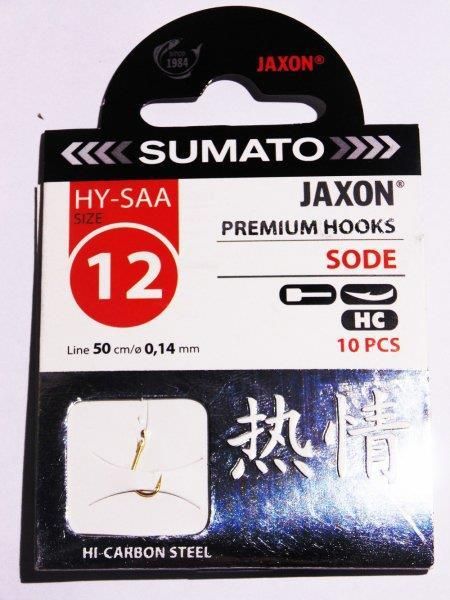 since
1984
JAXON®
SUMATO
HY-SAA
SIZE
12
Line 50 cm/ø 0,14 mm
JAXON®
PREMIUM HOOKS
SODE
HC
10 PCS
热情
HI-CARBON STEEL